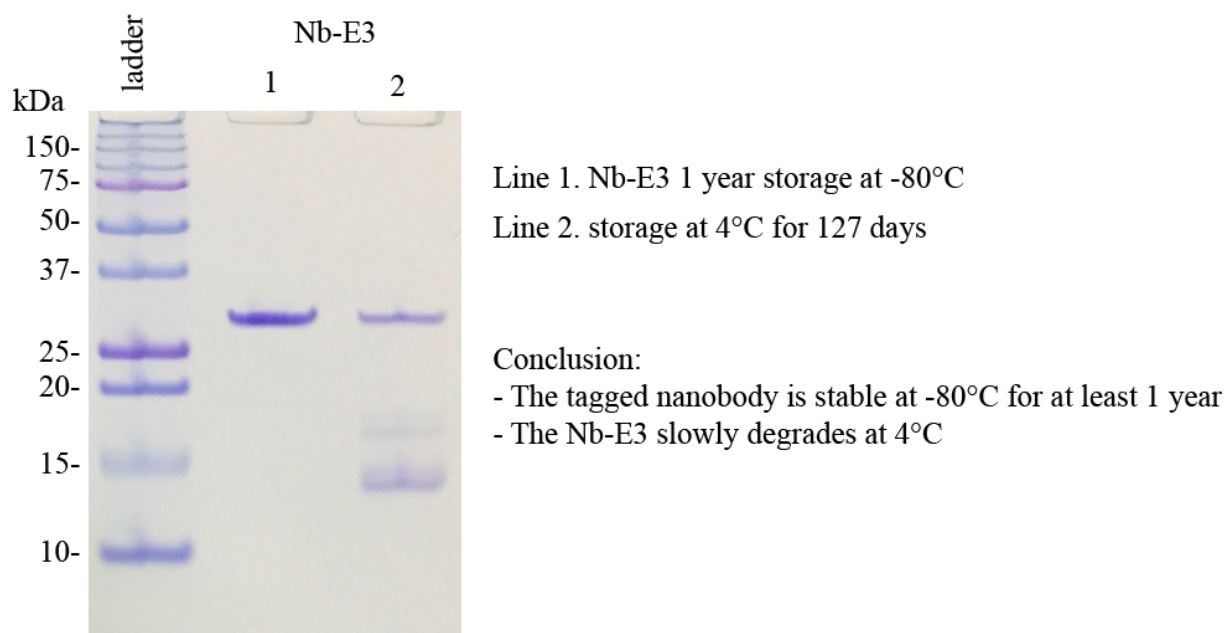 ladder
Nb-E3
1 2
kDa
150-
75-
50-
37-
25-
20-
15-
10-
Line 1. Nb-E3 1 year storage at -80°C
Line 2. storage at 4°C for 127 days
Conclusion:
- The tagged nanobody is stable at -80°C for at least 1 year
- The Nb-E3 slowly degrades at 4°C